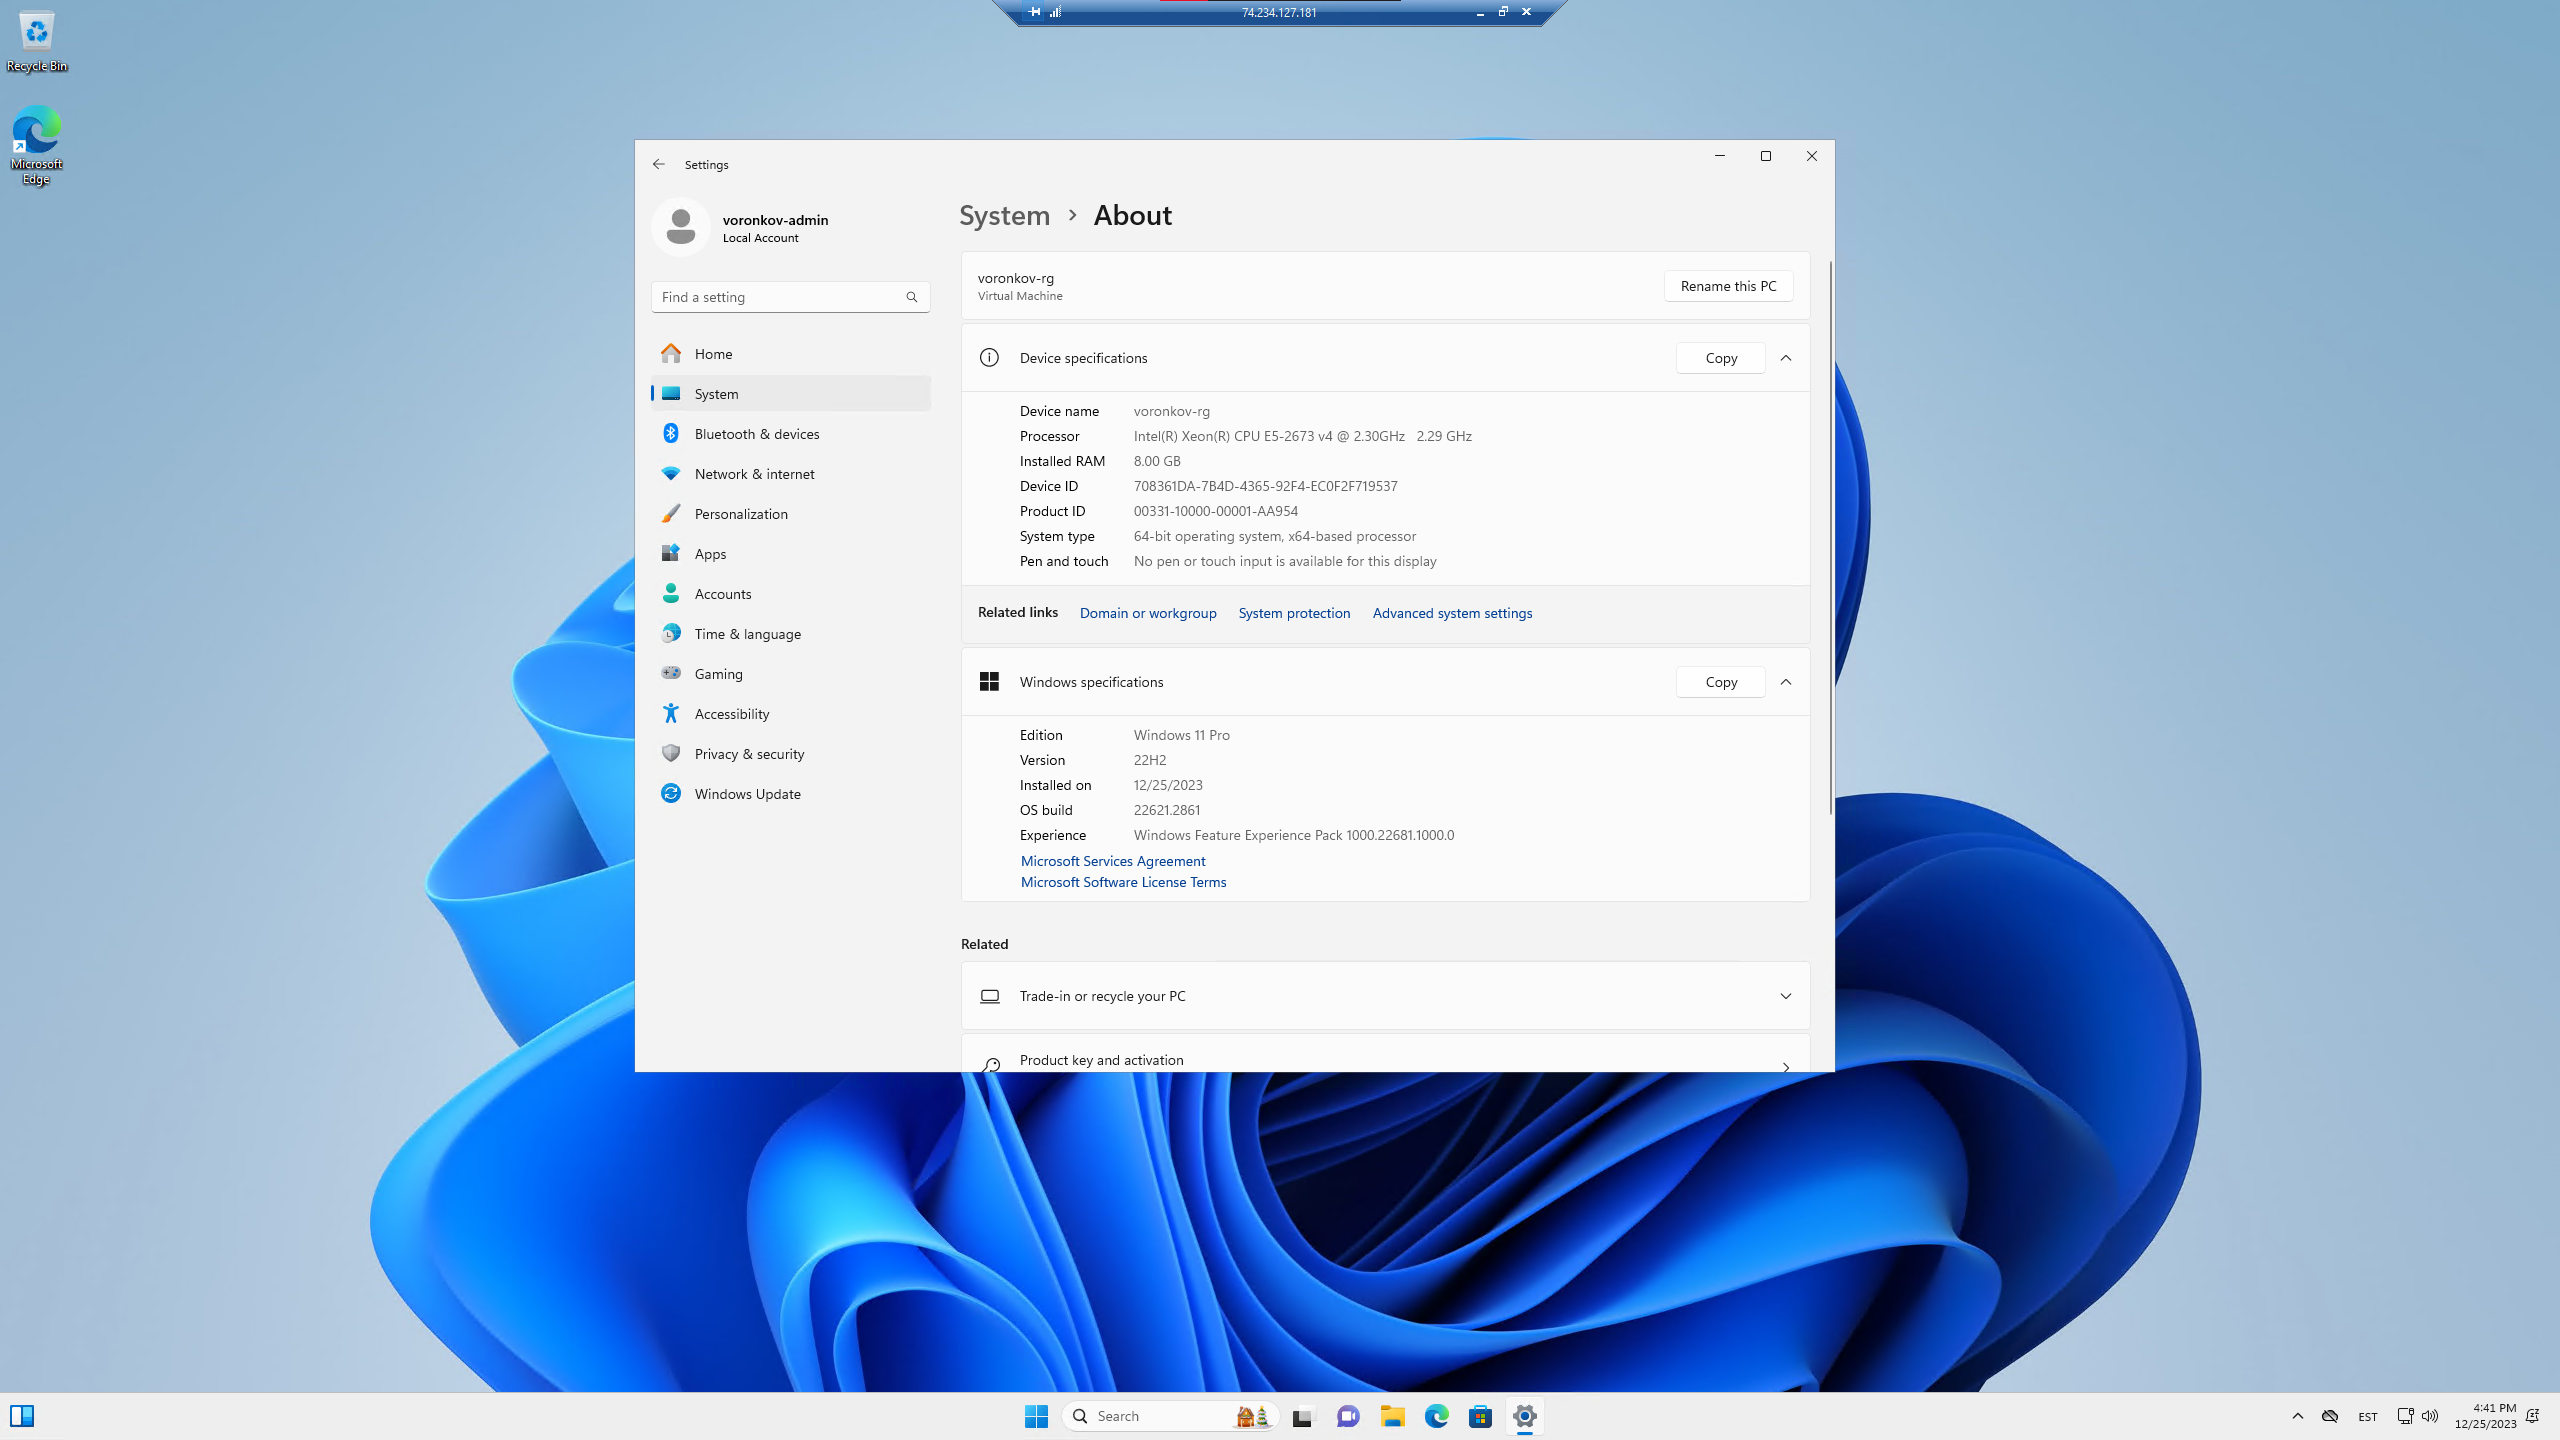 74.234.127.181
Recycle Bin
Microsoft
Edge
Settings
voronkov-admin
Local Account
Find a setting
Home
System
Bluetooth & devices
Network & internet
Personalization
Apps
Accounts
Time & language
Gaming
Accessibility
Privacy & security
Windows Update
System > About
voronkov-rg
Virtual Machine
Rename this PC
Device specifications
Copy
Device name voronkov-rg
Processor Intel(R) Xeon(R) CPU E5-2673 v4 @ 2.30GHz 2.29 GHz
Installed RAM 8.00 GB
Device ID 708361DA-7B4D-4365-92F4-EC0F2F719537
Product ID 00331-10000-00001-AA954
System type 64-bit operating system, x64-based processor
Pen and touch No pen or touch input is available for this display
Related links Domain or workgroup System protection Advanced system settings
Windows specifications
Copy
Edition Windows 11 Pro
Version 22H2
Installed on 12/25/2023
OS build 22621.2861
Experience Windows Feature Experience Pack 1000.22681.1000.0
Microsoft Services Agreement
Microsoft Software License Terms
Related
Trade-in or recycle your PC
Product key and activation
Search
EST
4:41 PM
12/25/2023